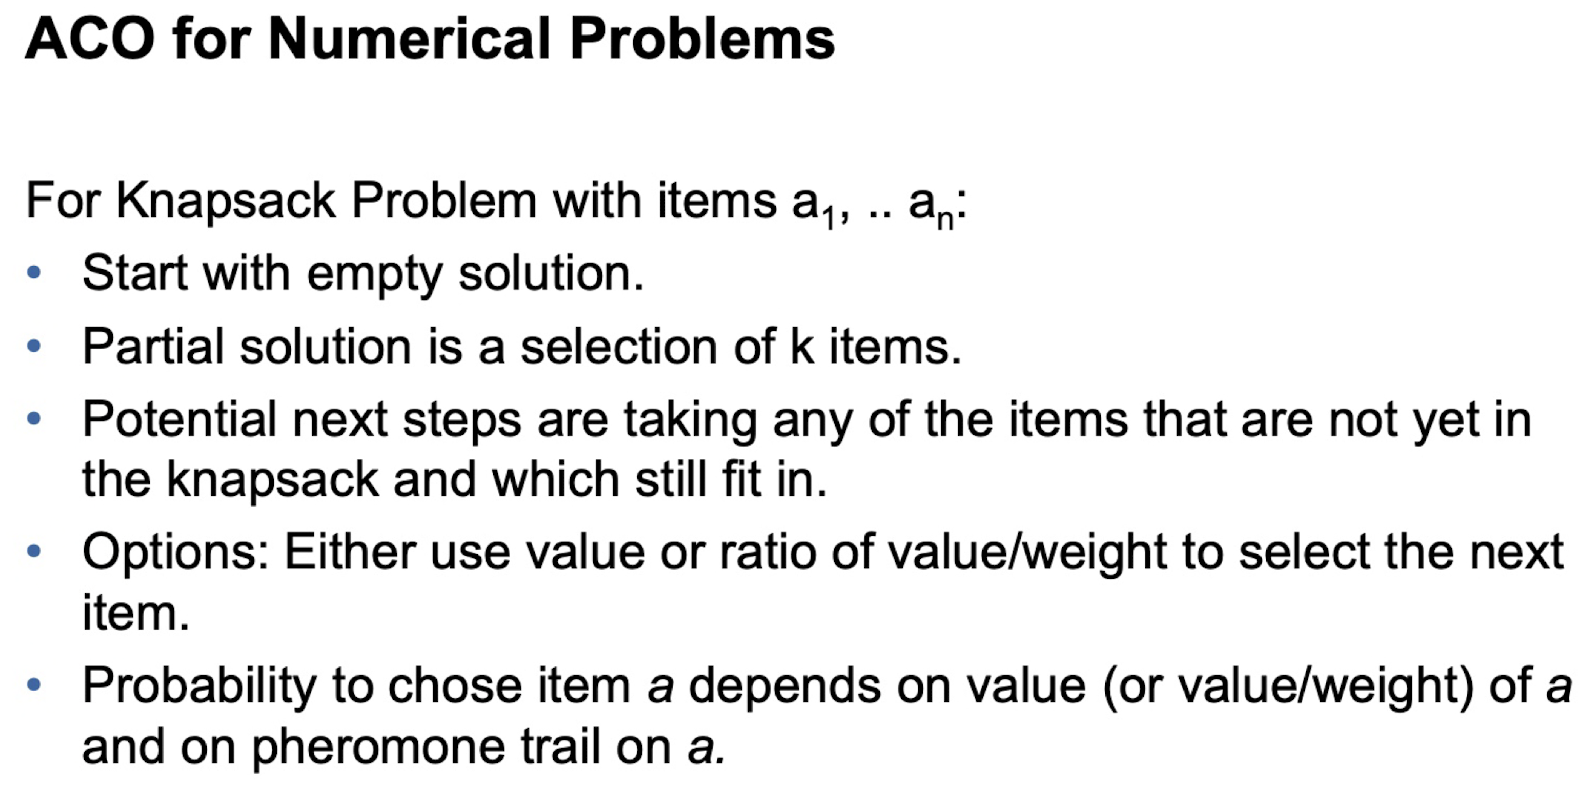 ACO for Numerical Problems
For Knapsack Problem with items a₁, .. aₙ:
• Start with empty solution.
• Partial solution is a selection of k items.
• Potential next steps are taking any of the items that are not yet in
the knapsack and which still fit in.
• Options: Either use value or ratio of value/weight to select the next
item.
• Probability to chose item a depends on value (or value/weight) of a
and on pheromone trail on a.